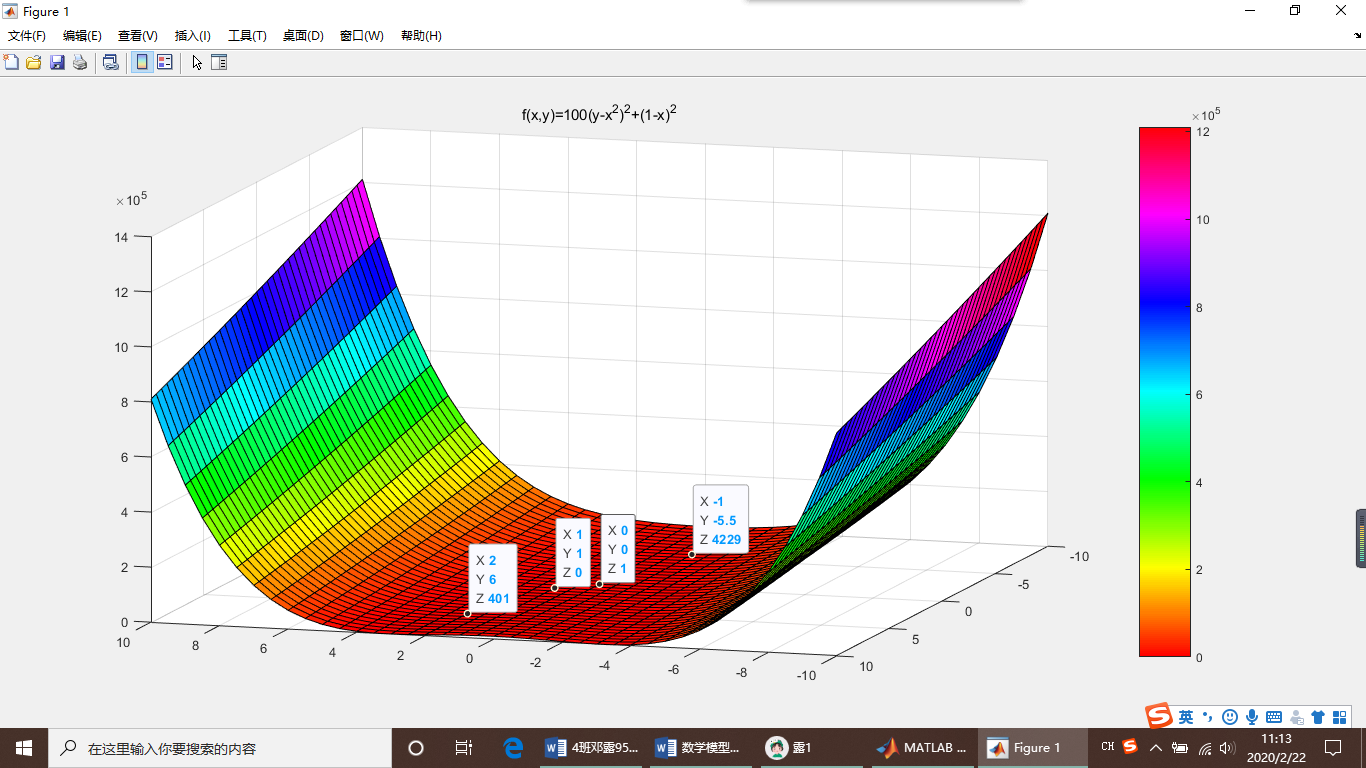 Figure 1
文件(F) 编辑(E) 查看(V) 插入(I) 工具(T) 桌面(D) 窗口(W) 帮助(H)
f(x,y)=100(y-x²)²+(1-x)²
×10⁵
14
12
10
8
6
4
2
0
10
8
6
4
2
0
-2
-4
-6
-8
-10
10
5
0
-5
-10
X 2
Y 6
Z 401
X 1
Y 1
Z 0
X 0
Y 0
Z 1
X -1
Y -5.5
Z 4229
×10⁵
12
10
8
6
4
2
0
英
在这里输入你要搜索的内容
4班邓露95...
数学模型...
露1
MATLAB ...
Figure 1
CH
11:13
2020/2/22